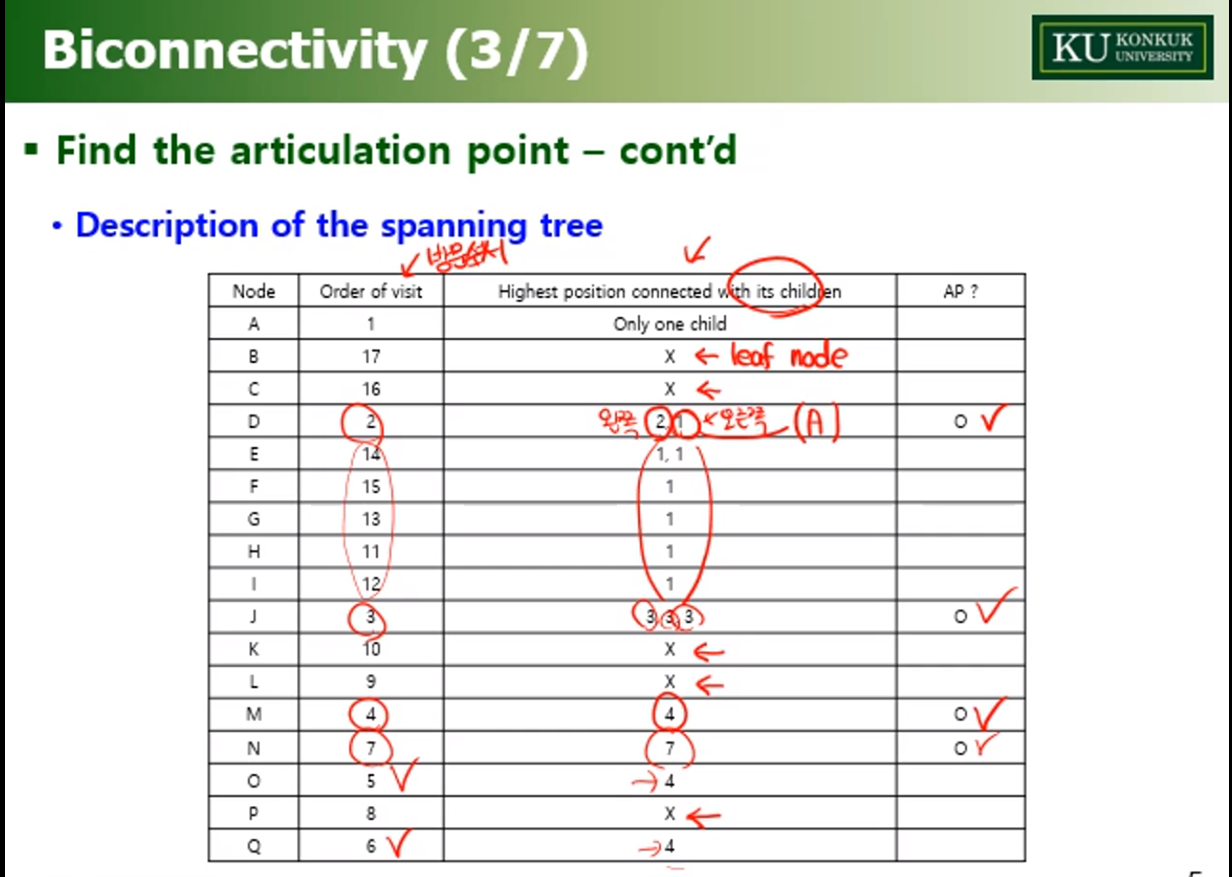 Biconnectivity (3/7)
KU KONKUK UNIVERSITY
▪ Find the articulation point – cont'd
• Description of the spanning tree
방문순서
Node Order of visit Highest position connected with its children AP ?
A 1 Only one child
B 17 X ← leaf node
C 16 X ←
D 2 왼쪽 2, 1 ← 오른쪽 (A) O ✓
E 14 1, 1
F 15 1
G 13 1
H 11 1
I 12 1
J 3 3, 3, 3 O ✓
K 10 X ←
L 9 X ←
M 4 4 O ✓
N 7 7 O ✓
O 5 ✓ → 4
P 8 X ←
Q 6 ✓ → 4